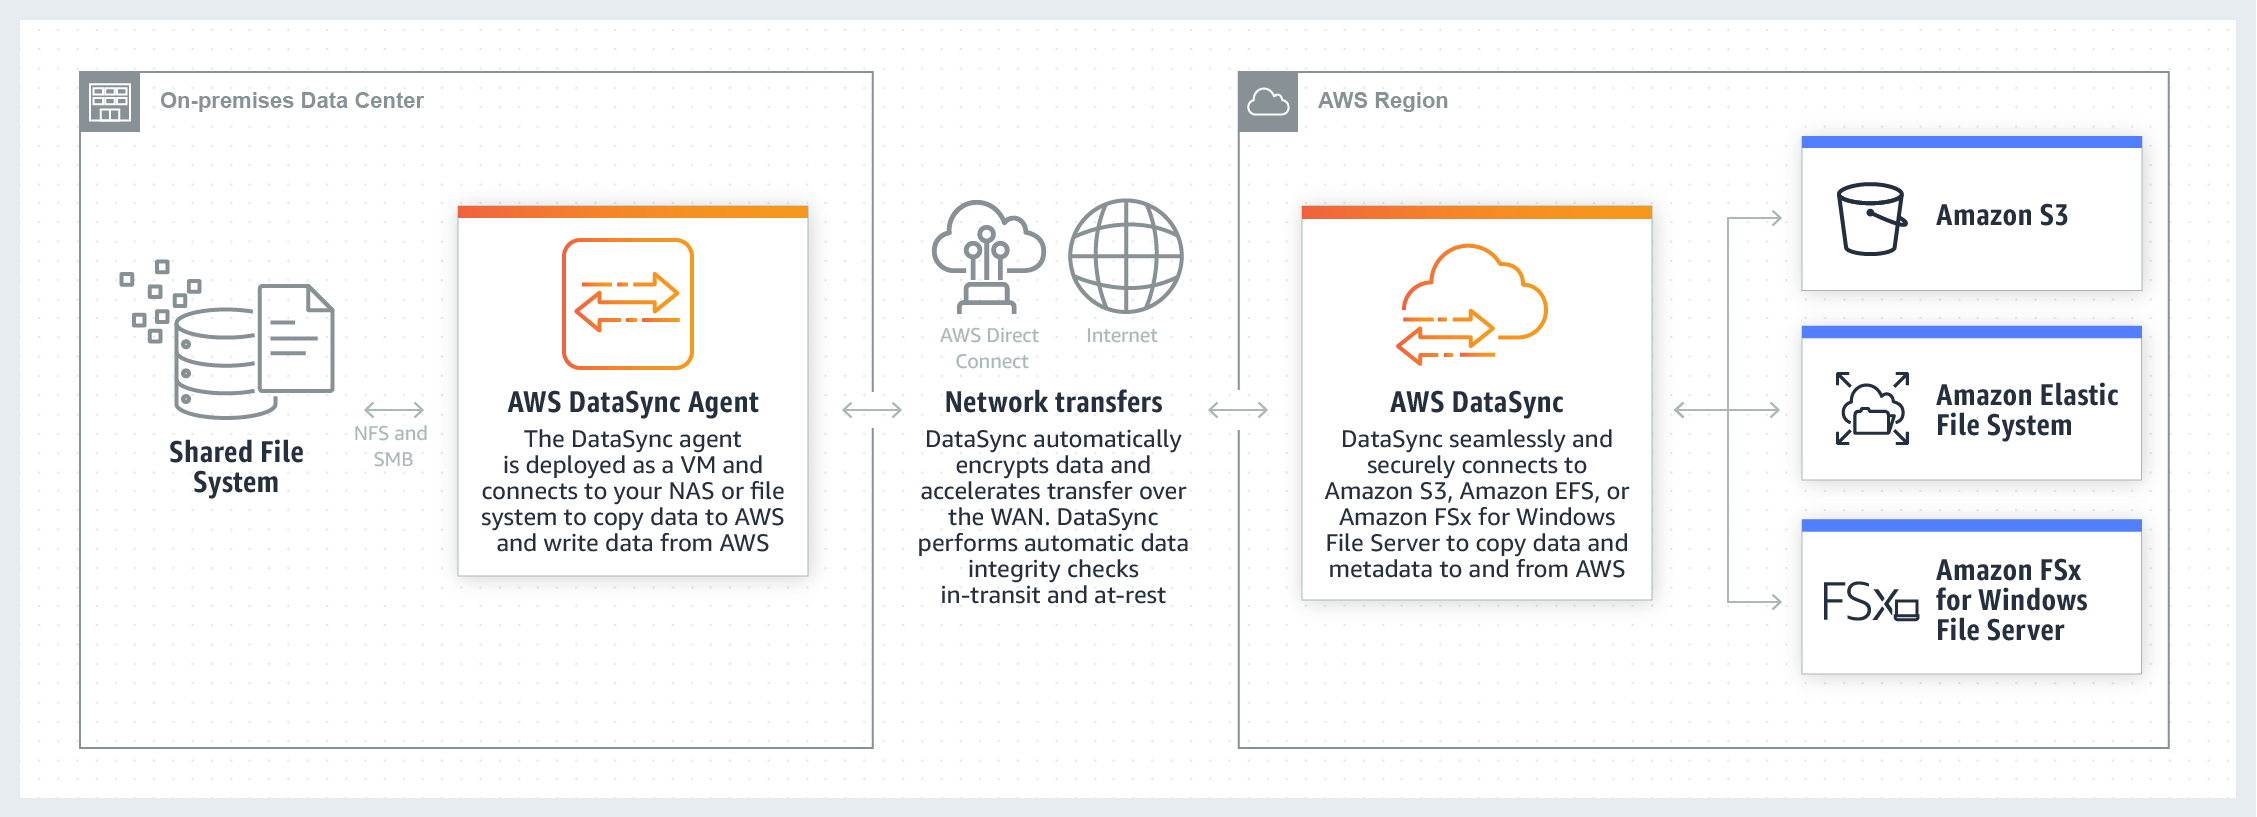 On-premises Data Center
Shared File
System
NFS and
SMB
AWS DataSync Agent
The DataSync agent
is deployed as a VM and
connects to your NAS or file
system to copy data to AWS
and write data from AWS
AWS Direct
Connect
Internet
Network transfers
DataSync automatically
encrypts data and
accelerates transfer over
the WAN. DataSync
performs automatic data
integrity checks
in-transit and at-rest
AWS Region
AWS DataSync
DataSync seamlessly and
securely connects to
Amazon S3, Amazon EFS, or
Amazon FSx for Windows
File Server to copy data and
metadata to and from AWS
Amazon S3
Amazon Elastic
File System
FSx
Amazon FSx
for Windows
File Server